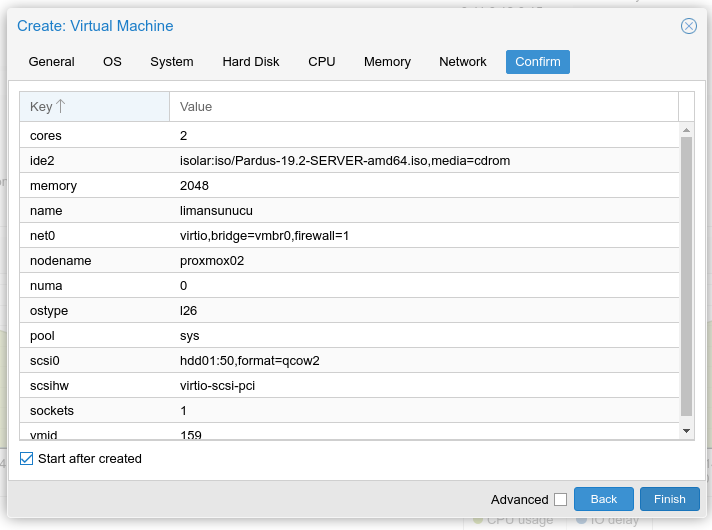 Create: Virtual Machine
General OS System Hard Disk CPU Memory Network Confirm
Key Value
cores 2
ide2 isolar:iso/Pardus-19.2-SERVER-amd64.iso,media=cdrom
memory 2048
name limansunucu
net0 virtio,bridge=vmbr0,firewall=1
nodename proxmox02
numa 0
ostype l26
pool sys
scsi0 hdd01:50,format=qcow2
scsihw virtio-scsi-pci
sockets 1
vmid 159
Start after created
Advanced Back Finish
CPU usage IO delay